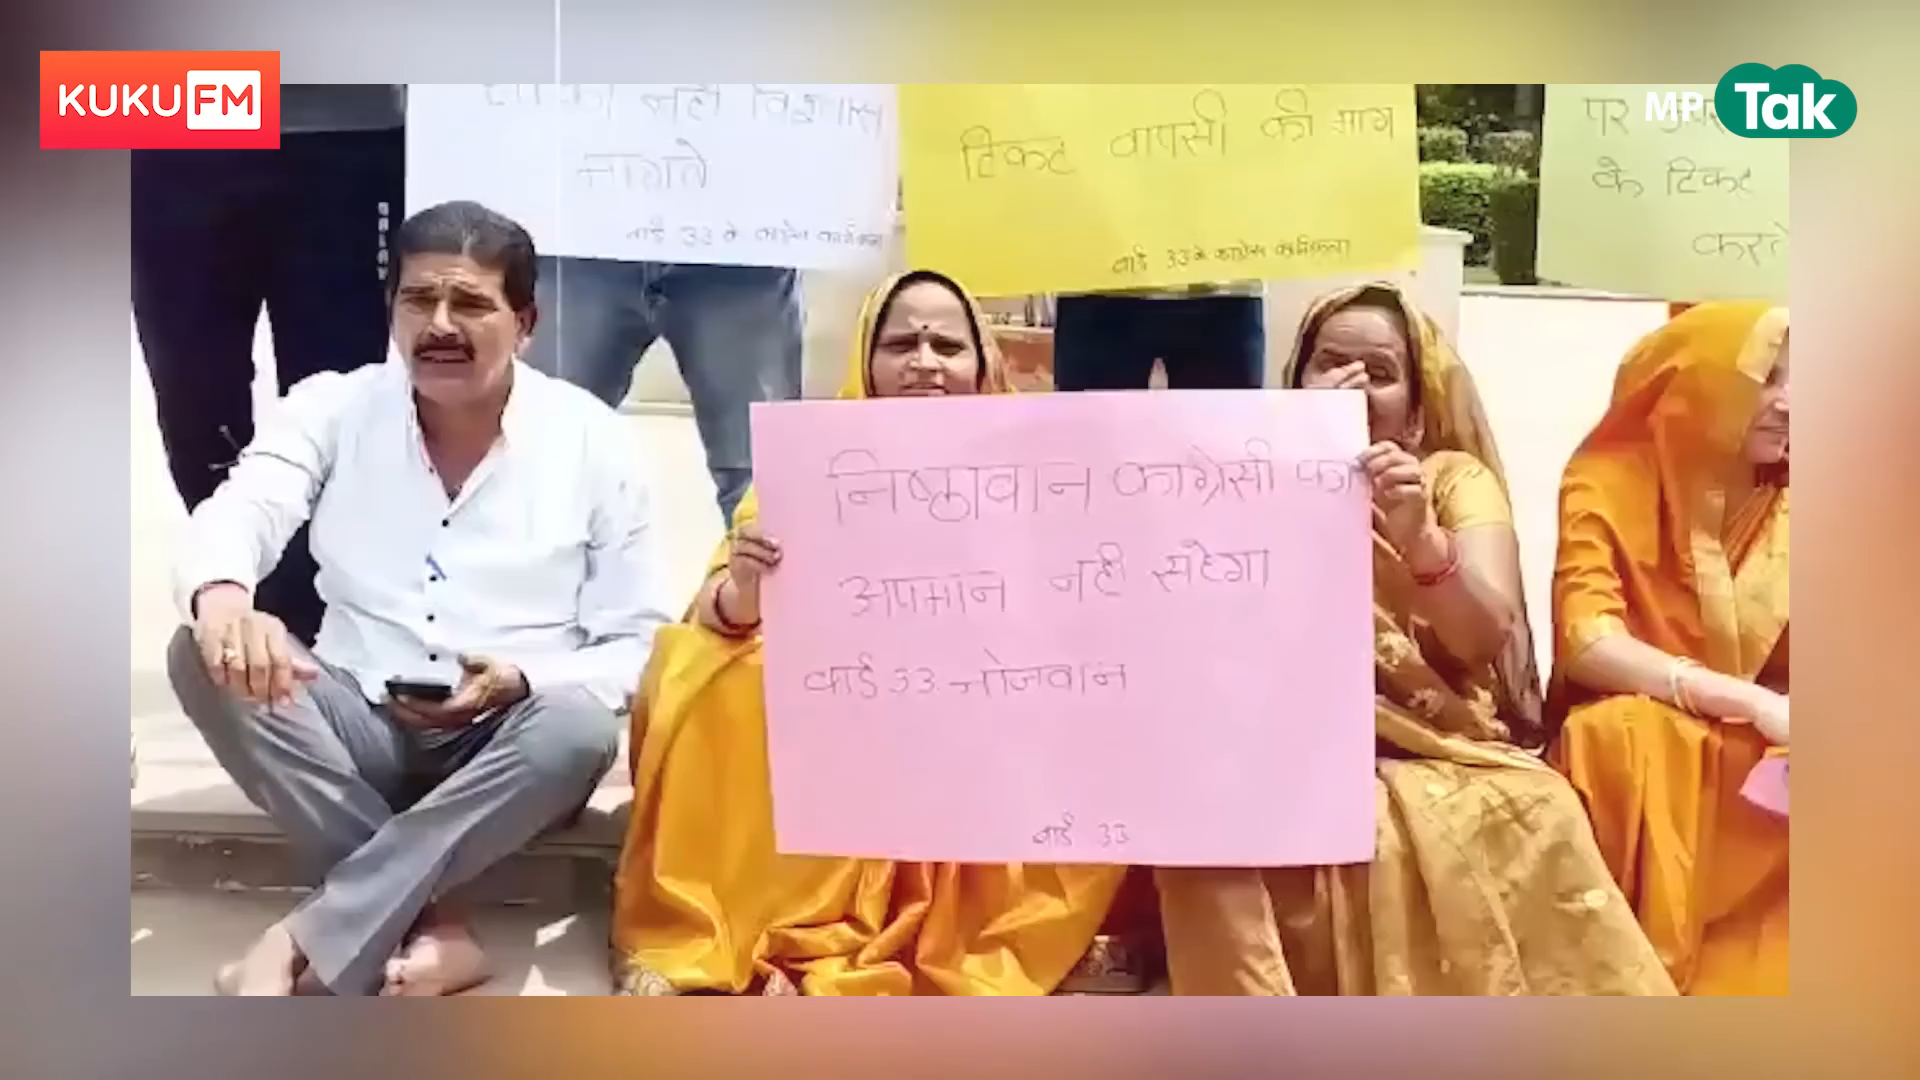 KUKU FM
MP Tak
नही विश्वास
टिकट वापसी की माग
वार्ड 33 के कांग्रेस कार्यकर्ता
पर
के टिकट
करते
वार्ड 33 के कांग्रेस कार्यकर्ता
निष्ठावान कांग्रेसी का
अपमान नही सहेगा
वार्ड 33 नोजवान
वार्ड 33